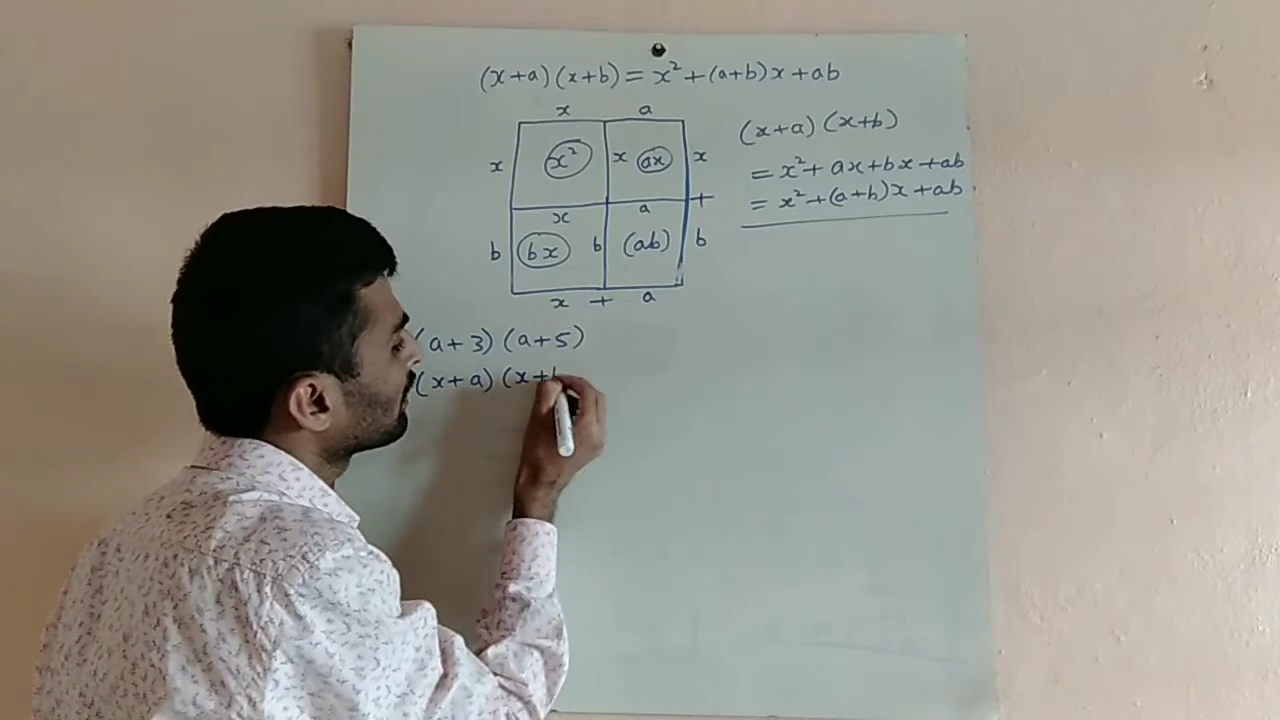 (x+a)(x+b) = x²+(a+b)x+ab
x a
x x² x ax x
x a +
b bx b (ab) b
x + a
(x+a) (x+b)
= x²+ ax+bx+ab
= x²+(a+b)x+ab
(a+3) (a+5)
(x+a) (x+